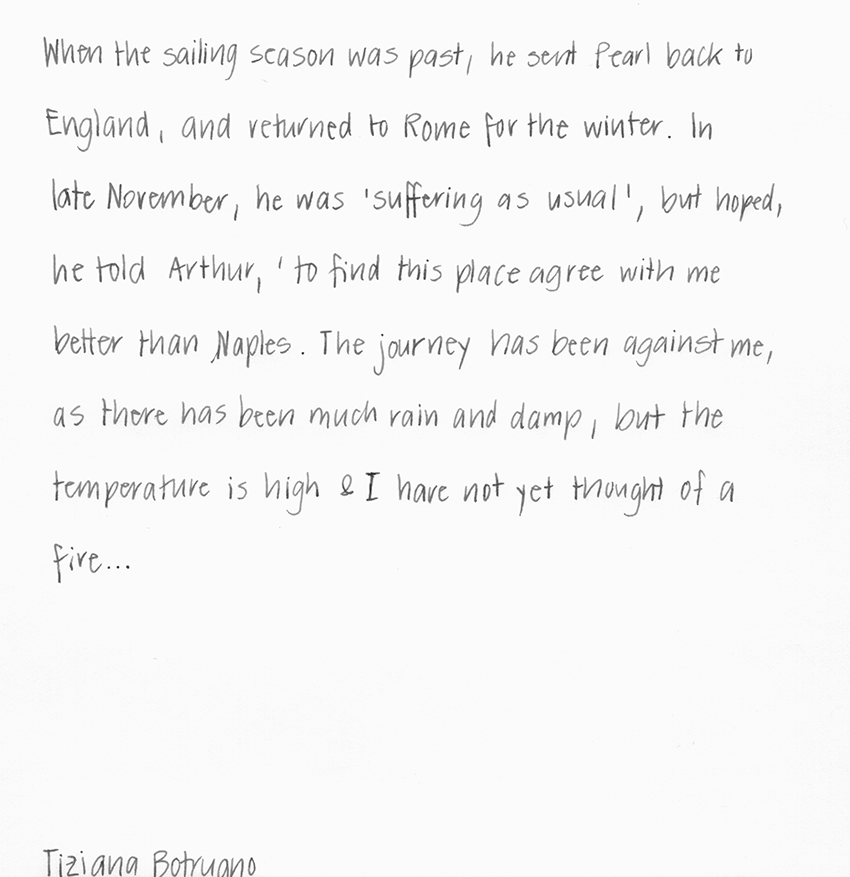 When the sailing season was past, he sent Pearl back to
England, and returned to Rome for the winter. In
late November, he was 'suffering as usual', but hoped,
he told Arthur, 'to find this place agree with me
better than Naples. The journey has been against me,
as there has been much rain and damp, but the
temperature is high & I have not yet thought of a
fire...
Tiziana Botrugno